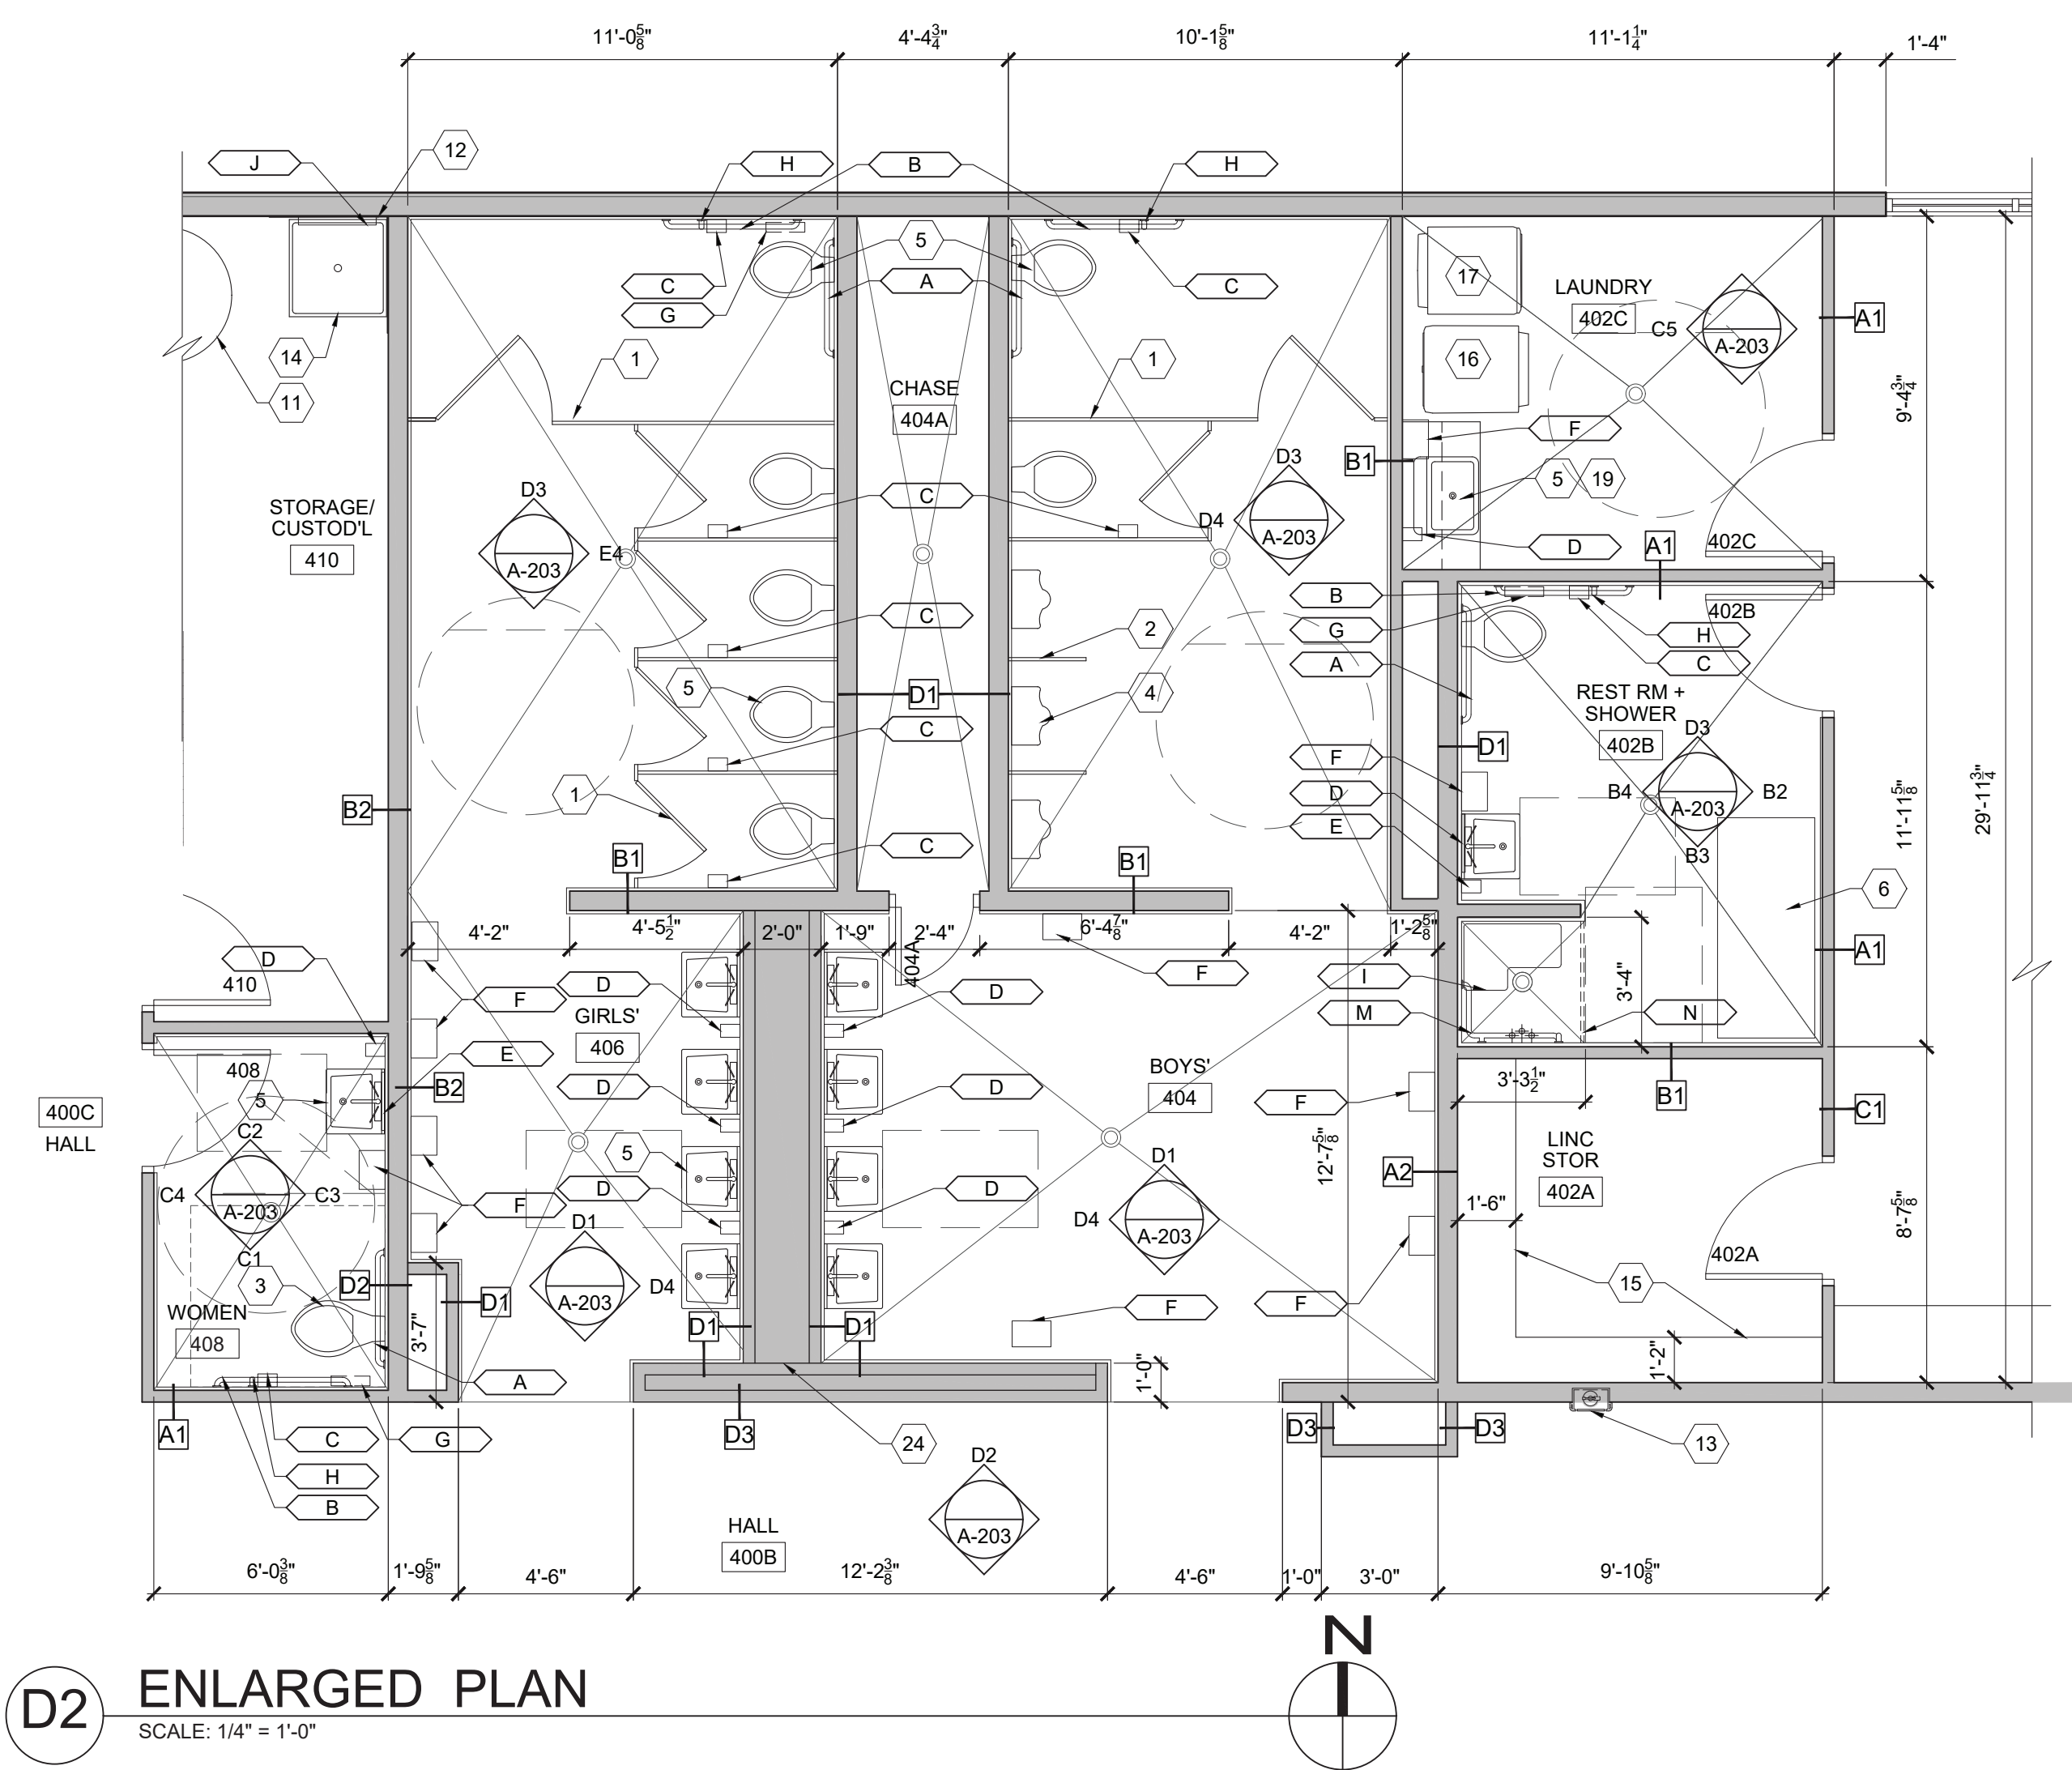 11'-0 5/8"
4'-4 3/4"
10'-1 5/8"
11'-1 1/4"
1'-4"
J
12
H
B
H
5
C
G
A
C
17
LAUNDRY
402C
C5
A-203
A1
14
11
1
1
16
CHASE
404A
9'-4 3/4"
F
B1
D3
D3
5
19
C
STORAGE/
CUSTOD'L
410
E4
A-203
D4
A-203
D
A1
402C
B
402B
C
2
G
H
A
C
5
D1
4
REST RM +
SHOWER
402B
D3
C
F
D1
B2
1
D
B4
A-203
B2
29'-11 3/4"
11'-11 5/8"
E
B3
C
B1
B1
6
4'-2"
4'-5 1/2"
2'-0"
1'-9"
2'-4"
6'-4 7/8"
4'-2"
1'-2 5/8"
404A
D
410
F
D
D
F
I
3'-4"
A1
GIRLS'
406
M
N
E
408
B2
D
D
BOYS'
404
F
3'-3 1/2"
B1
C1
400C
HALL
5
C2
5
12'-7 5/8"
LINC
STOR
402A
C4
A-203
C3
F
D
D
D1
A2
1'-6"
8'-7 5/8"
D1
D4
A-203
C1
3
D2
D1
A-203
D4
402A
15
WOMEN
408
3'-7"
D1
D1
F
F
A
1'-0"
1'-2"
A1
C
G
D3
24
D3
D3
13
H
B
D2
HALL
400B
A-203
6'-0 3/8"
1'-9 5/8"
4'-6"
12'-2 3/8"
4'-6"
1'-0"
3'-0"
9'-10 5/8"
N
D2
ENLARGED PLAN
SCALE: 1/4" = 1'-0"